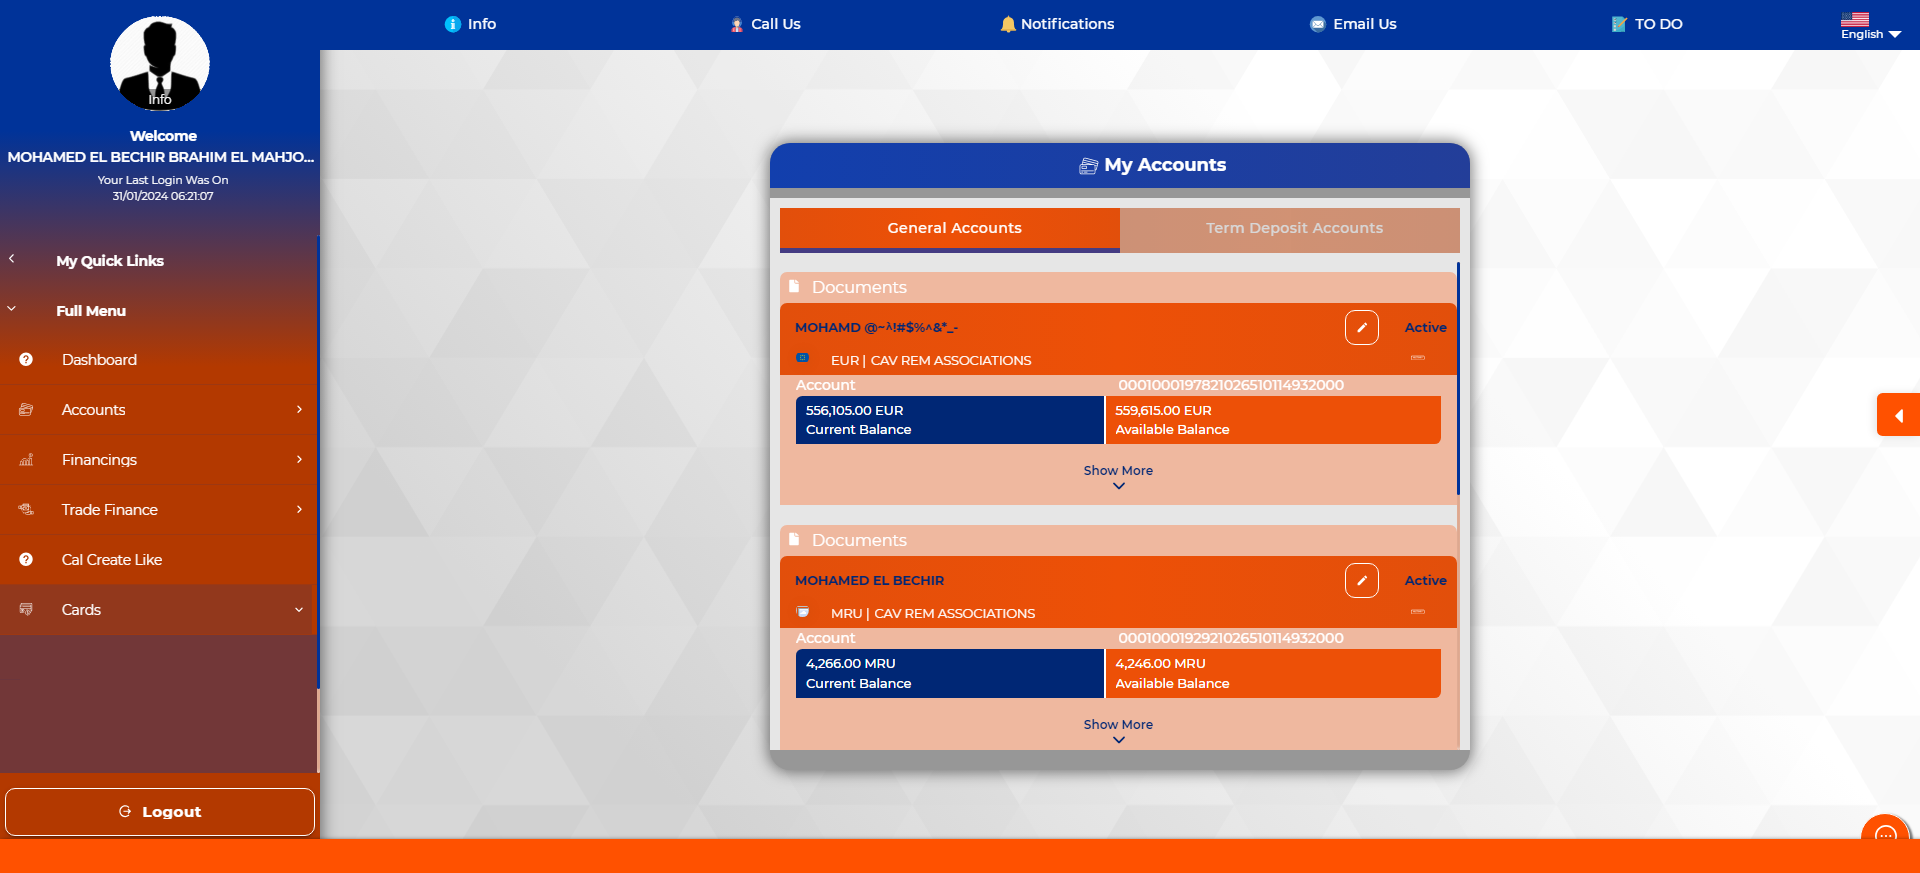 Info
Call Us
Notifications
Email Us
TO DO
English
Info
Welcome
MOHAMED EL BECHIR BRAHIM EL MAHJO...
Your Last Login Was On
31/01/2024 06:21:07
My Quick Links
Full Menu
Dashboard
Accounts
Financings
Trade Finance
Cal Create Like
Cards
Logout
My Accounts
General Accounts
Term Deposit Accounts
Documents
MOHAMD @~λ!#$%^&*_-
Active
EUR | CAV REM ASSOCIATIONS
Account
00010001978210265101149​32000
556,105.00 EUR
Current Balance
559,615.00 EUR
Available Balance
Show More
Documents
MOHAMED EL BECHIR
Active
MRU | CAV REM ASSOCIATIONS
Account
00010001929210265101149​32000
4,266.00 MRU
Current Balance
4,246.00 MRU
Available Balance
Show More